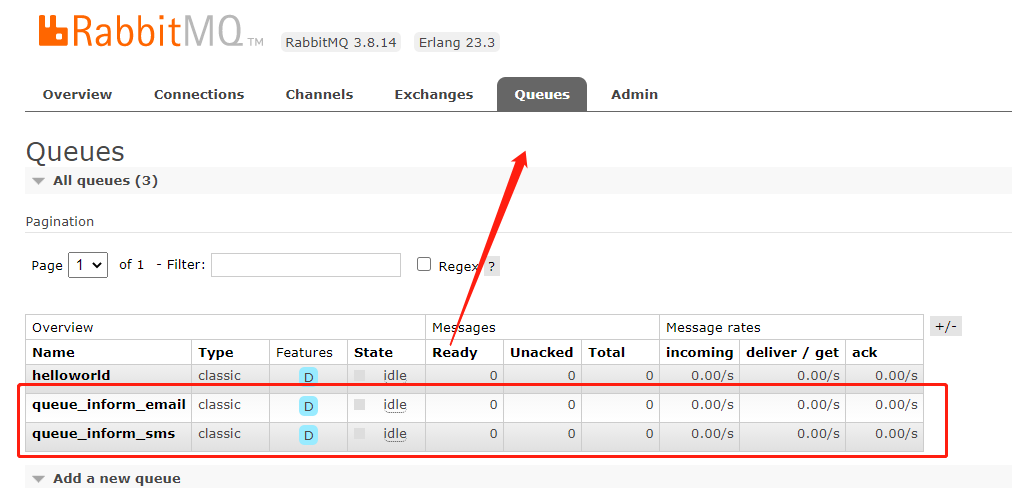 RabbitMQ TM RabbitMQ 3.8.14 Erlang 23.3
Overview Connections Channels Exchanges Queues Admin
Queues
All queues (3)
Pagination
Page 1 of 1 - Filter: Regex ?
Overview Messages Message rates +/-
Name Type Features State Ready Unacked Total incoming deliver / get ack
helloworld classic D idle 0 0 0 0.00/s 0.00/s 0.00/s
queue_inform_email classic D idle 0 0 0 0.00/s 0.00/s 0.00/s
queue_inform_sms classic D idle 0 0 0 0.00/s 0.00/s 0.00/s
Add a new queue